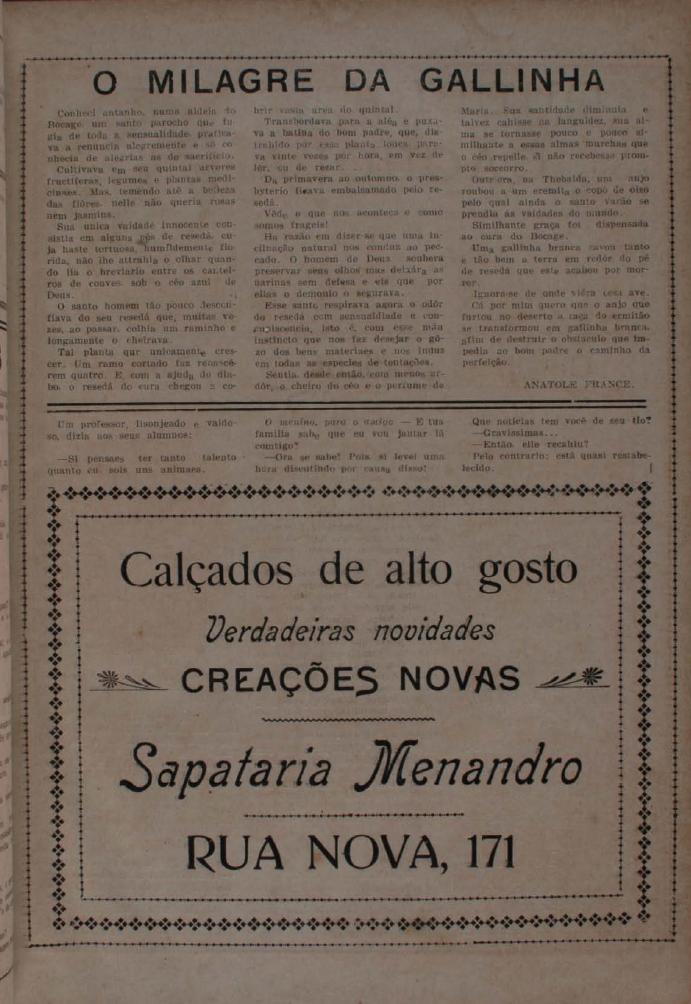 O MILAGRE DA GALLINHA
Conheci antanho, numa aldeia do
Bocage, um santo parocho que fu-
gia de toda a sensualidade, pratica-
va a renuncia alegremente e só co-
nhecia de alegrias as de sacrificio.
Cultivava em seu quintal arvores
fructiferas, legumes e plantas medi-
cinaes. Mas, temendo até a belleza
das flôres, nelle não queria rosas
nem jasmins.
Sua unica vaidade innocente con-
sistia em alguns pés de resedá, cu-
ja haste tortuosa, humildemente flo-
rida, não lhe attrahia o olhar quan-
do lia o breviario entre os cantei-
ros de couves, sob o céo azul de
Deus.
O santo homem tão pouco descon-
fiava do seu resedá que, muitas ve-
zes, ao passar, colhia um raminho e
longamente o cheirava.
Tal planta quer unicamente cres-
cer. Um ramo cortado faz renascê-
rem quatro. E, com a ajuda do dia-
bo, o resedá do cura chegou a co-
brir vasta area do quintal.
Transbordava para a aléa e puxa-
va a batina do bom padre, que, dis-
trahido por essa planta louca, para-
va vinte vezes por hora, em vez de
lêr, ou de rezar...
Da primavera ao outomno, o pres-
byterio ficava embalsamado pelo re-
sedá.
Vêde o que nos acontece e como
somos frageis!
Ha razão em dizer-se que uma in-
clinação natural nos conduz ao pec-
cado. O homem de Deus soubera
preservar seus olhos mas deixára as
narinas sem defesa e eis que por
ellas o demonio o segurava.
Esse santo respirava agora o odôr
do resedá com sensualidade e con-
cupiscencia, isto é, com esse máu
instincto que nos faz desejar o gô-
zo dos bens materiaes e nos induz
em todas as especies de tentações.
Sentia, desde então, com menos ar-
dôr, o cheiro do céo e o perfume de
Maria. Sua santidade diminuia e
talvez cahisse na languidez, sua al-
ma se tornasse pouco e pouco si-
milhante a essas almas murchas que
o céo repelle, si não recebesse prom-
pto soccorro.
Outr'ora, na Thebaida, um anjo
roubou a um eremita o copo de oiro
pelo qual ainda o santo varão se
prendia ás vaidades do mundo.
Similhante graça foi dispensada
ao cura do Bocage.
Uma gallinha branca cavou tanto
e tão bem a terra em redór do pé
de resedá que este acabou por mor-
rer.
Ignora-se de onde viéra essa ave.
Cá por mim quero que o anjo que
furtou no deserto a taça do ermitão
se transformou em gallinha branca,
afim de destruir o obstaculo que im-
pedia ao bom padre o caminho da
perfeição.
ANATOLE FRANCE.
Um professor, lisonjeado e vaido-
so, dizia aos seus alumnos:
—Si pensaes ter tanto talento
quanto eu, sois uns animaes.
O menino, para o amigo — E tua
familia sabe que eu vou jantar lá
comtigo?
—Ora se sabe! Pois si levei uma
hora discutindo por causa disso!
Que noticias tem você de seu tio?
—Gravissimas...
—Então, elle recahiu?
Pelo contrario: está quasi restabe-
lecido.
Calçados de alto gosto
Verdadeiras novidades
CREAÇÕES NOVAS
Sapataria Menandro
RUA NOVA, 171